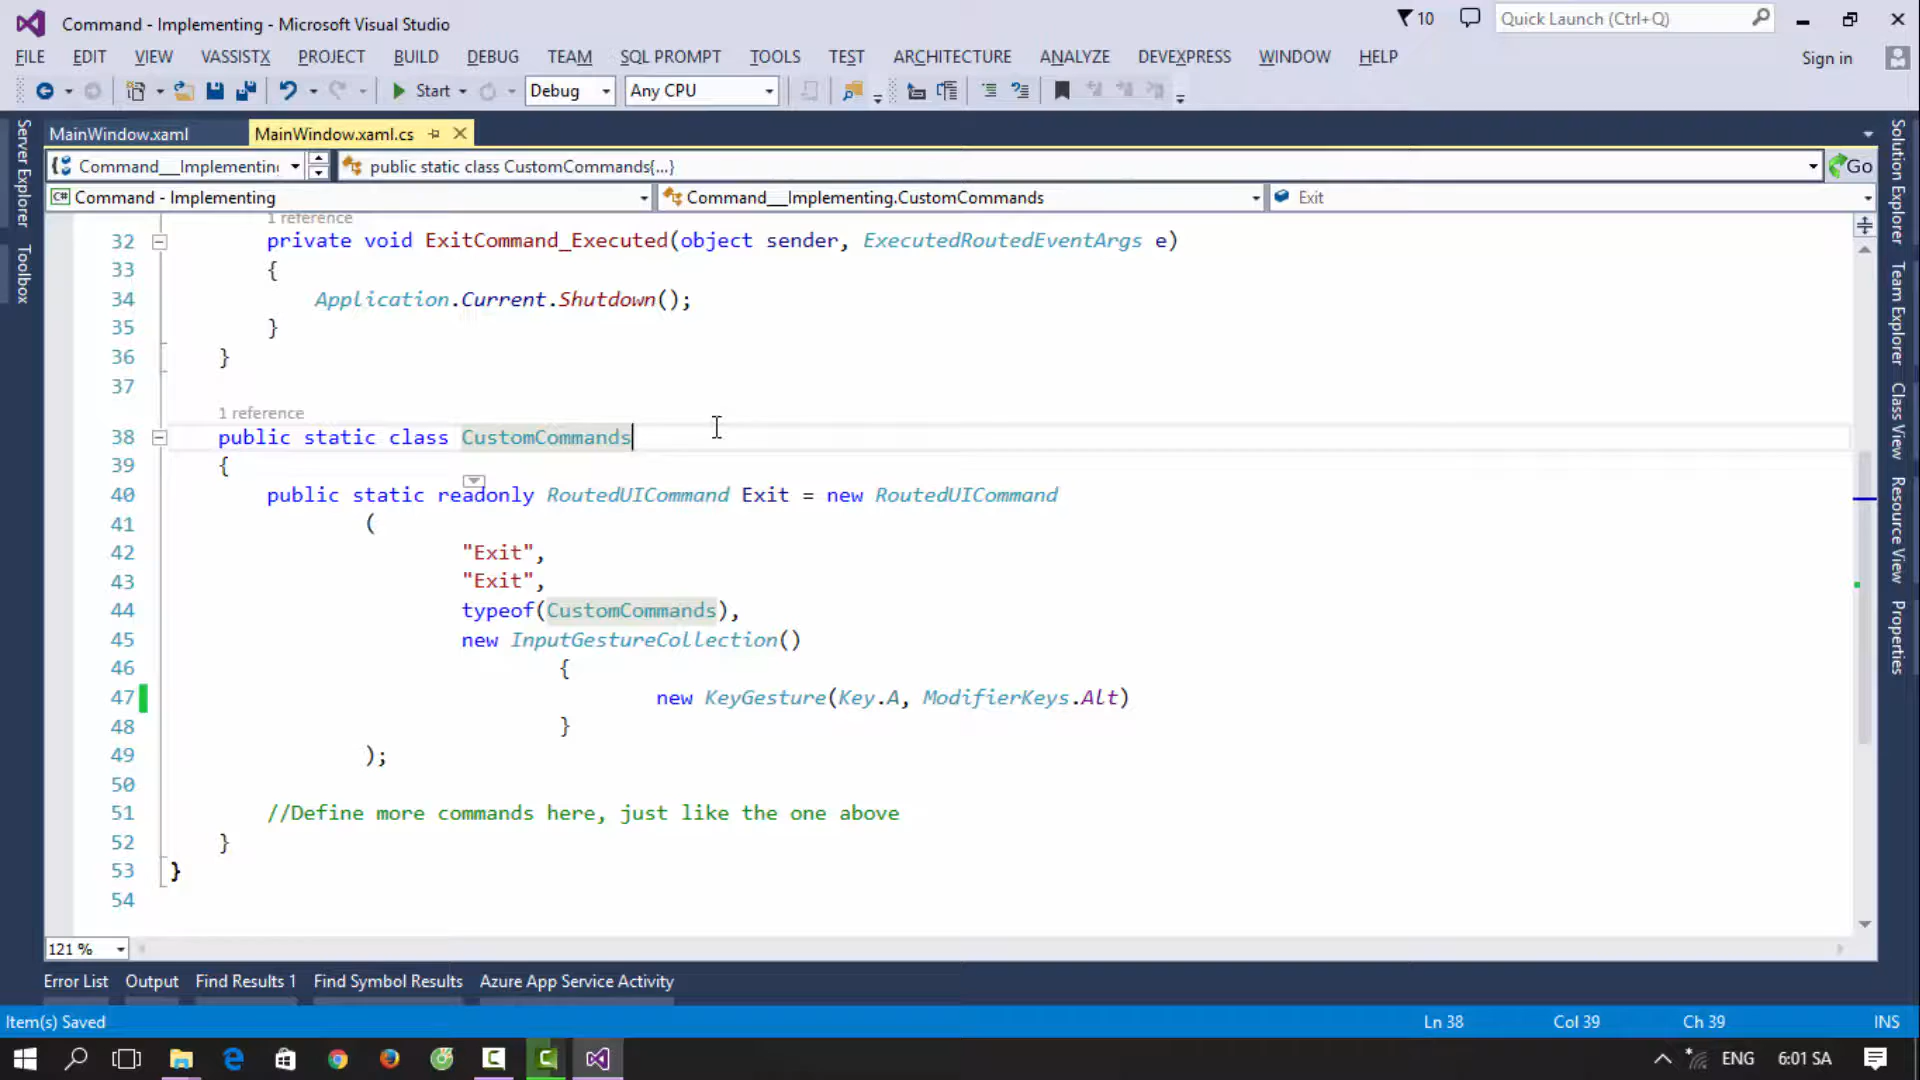 Command - Implementing - Microsoft Visual Studio
10
Quick Launch (Ctrl+Q)
FILE EDIT VIEW VASSISTX PROJECT BUILD DEBUG TEAM SQL PROMPT TOOLS TEST ARCHITECTURE ANALYZE DEVEXPRESS WINDOW HELP
Sign in
Start Debug Any CPU
MainWindow.xaml MainWindow.xaml.cs
Command__Implementin public static class CustomCommands{...} Go
C# Command - Implementing Command__Implementing.CustomCommands Exit
Server Explorer
Toolbox
Solution Explorer
Team Explorer
Class View
Resource View
Properties
1 reference
32 private void ExitCommand_Executed(object sender, ExecutedRoutedEventArgs e)
33 {
34 Application.Current.Shutdown();
35 }
36 }
37
1 reference
38 public static class CustomCommands
39 {
40 public static readonly RoutedUICommand Exit = new RoutedUICommand
41 (
42 "Exit",
43 "Exit",
44 typeof(CustomCommands),
45 new InputGestureCollection()
46 {
47 new KeyGesture(Key.A, ModifierKeys.Alt)
48 }
49 );
50
51 //Define more commands here, just like the one above
52 }
53 }
54
121 %
Error List Output Find Results 1 Find Symbol Results Azure App Service Activity
Item(s) Saved Ln 38 Col 39 Ch 39 INS
ENG 6:01 SA